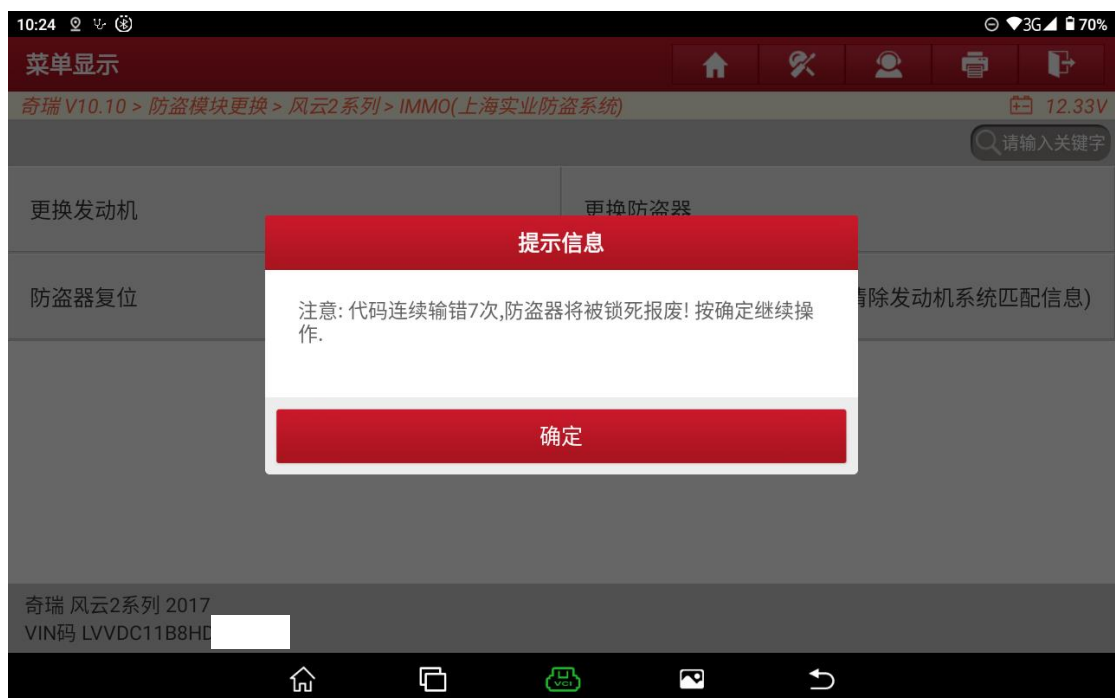 10:24
3G 70%
菜单显示
奇瑞 V10.10 > 防盗模块更换 > 风云2系列 > IMMO(上海实业防盗系统)
12.33V
请输入关键字
更换发动机
更换防盗器
提示信息
防盗器复位
清除发动机系统匹配信息)
注意: 代码连续输错7次,防盗器将被锁死报废! 按确定继续操
作.
确定
奇瑞 风云2系列 2017
VIN码 LVVDC11B8HD
VCI